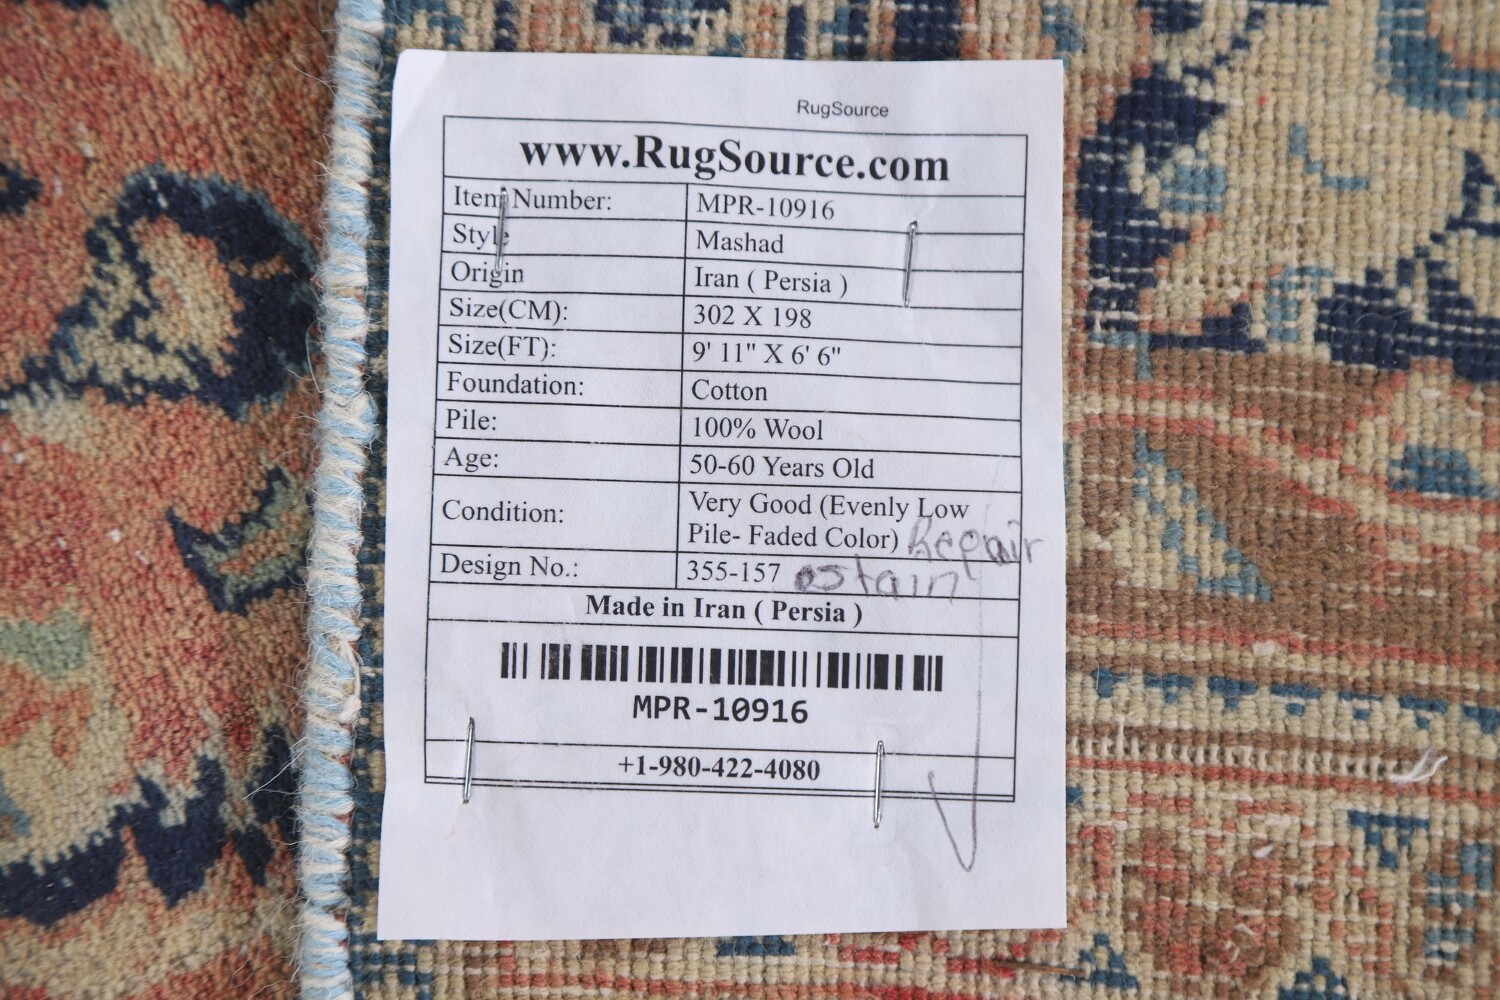 RugSource
www.RugSource.com
Item Number: MPR-10916
Style Mashad
Origin Iran ( Persia )
Size(CM): 302 X 198
Size(FT): 9' 11" X 6' 6"
Foundation: Cotton
Pile: 100% Wool
Age: 50-60 Years Old
Condition: Very Good (Evenly Low
Pile- Faded Color) Repair
Design No.: 355-157 stain
Made in Iran ( Persia )
MPR-10916
+1-980-422-4080